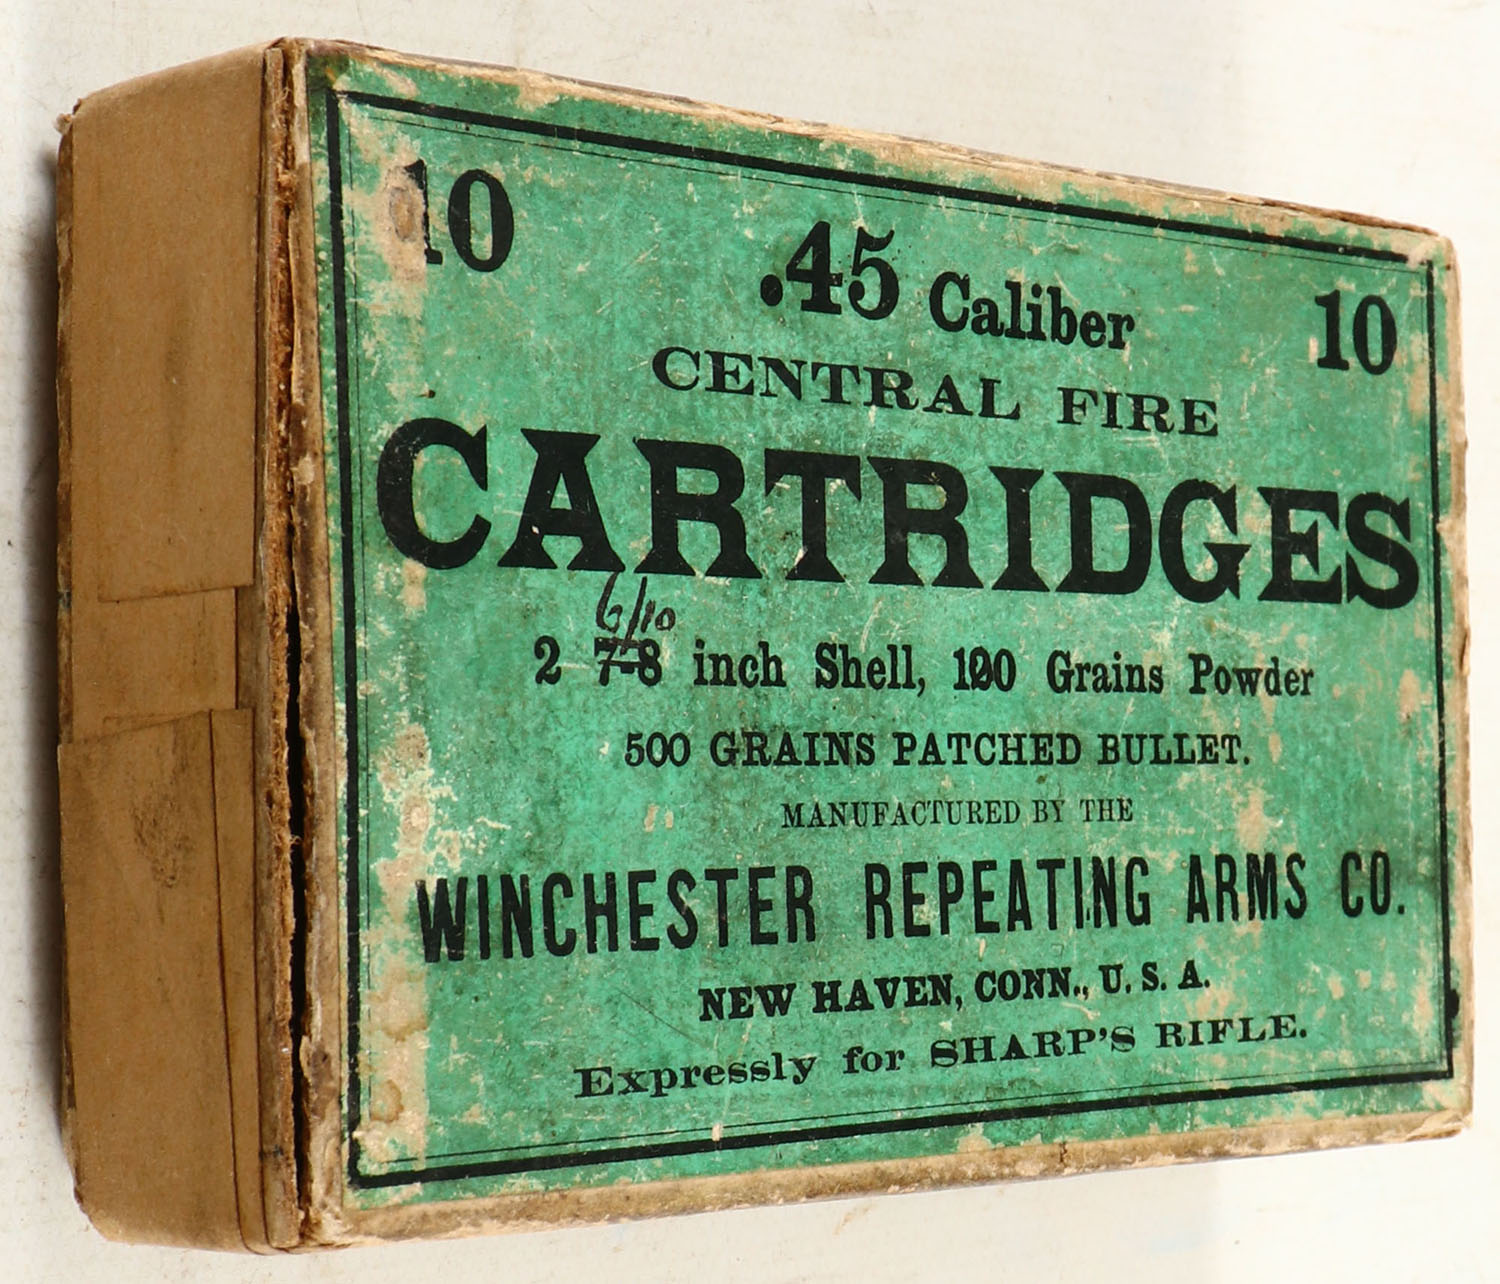 10 10
.45 Caliber
CENTRAL FIRE
CARTRIDGES
6/10
2 7-8 inch Shell, 100 Grains Powder
500 GRAINS PATCHED BULLET.
MANUFACTURED BY THE
WINCHESTER REPEATING ARMS CO.
NEW HAVEN, CONN., U. S. A.
Expressly for SHARP'S RIFLE.